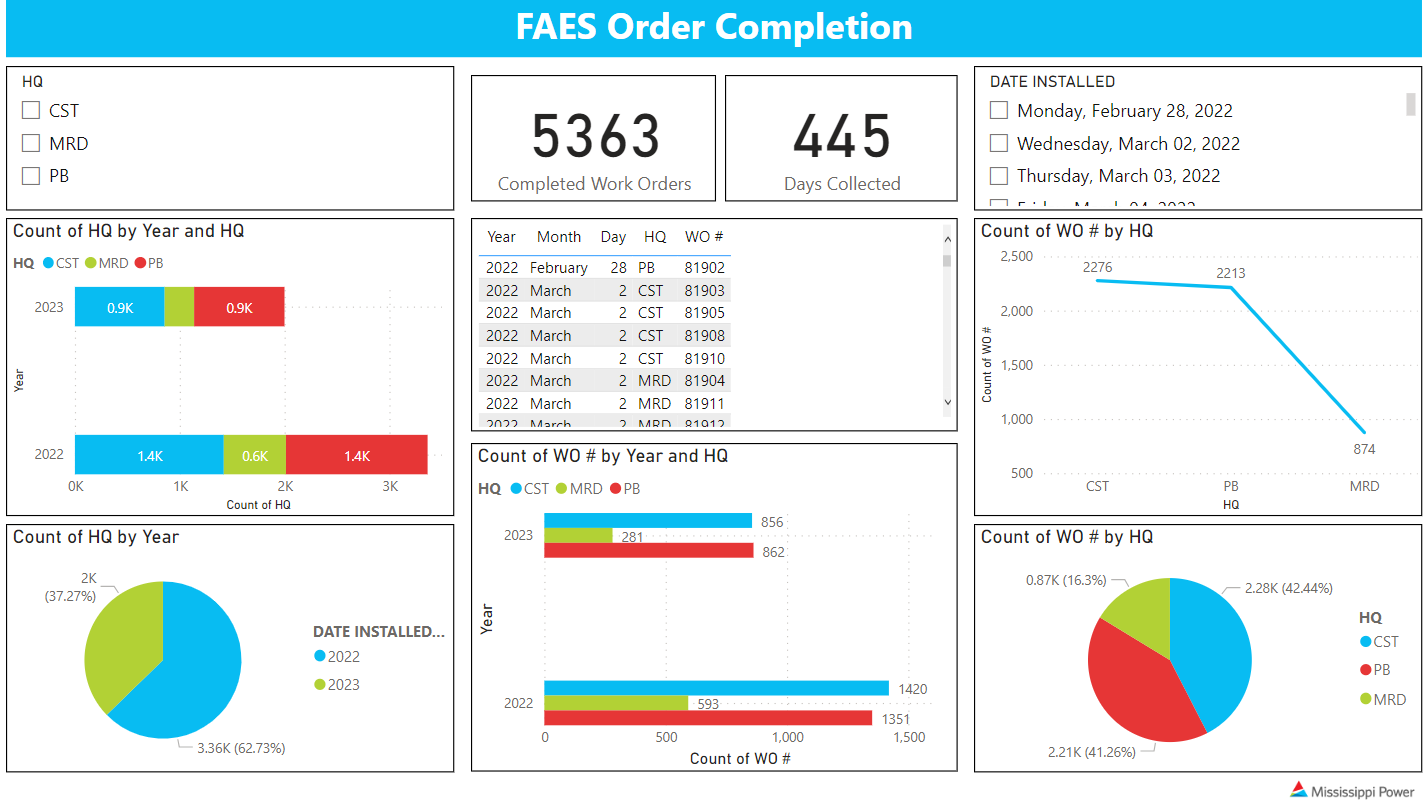 FAES Order Completion
HQ
CST
MRD
PB
5363
Completed Work Orders
445
Days Collected
DATE INSTALLED
Monday, February 28, 2022
Wednesday, March 02, 2022
Thursday, March 03, 2022
Friday, March 04, 2022
Count of HQ by Year and HQ
HQ CST MRD PB
2023
0.9K 0.9K
Year
2022
1.4K 0.6K 1.4K
0K 1K 2K 3K
Count of HQ
Year Month Day HQ WO #
2022 February 28 PB 81902
2022 March 2 CST 81903
2022 March 2 CST 81905
2022 March 2 CST 81908
2022 March 2 CST 81910
2022 March 2 MRD 81904
2022 March 2 MRD 81911
2022 March 2 MRD 81912
Count of WO # by HQ
2,500
2276
2213
2,000
Count of WO #
1,500
1,000
874
500
CST PB MRD
HQ
Count of HQ by Year
2K
(37.27%)
DATE INSTALLED...
2022
2023
3.36K (62.73%)
Count of WO # by Year and HQ
HQ CST MRD PB
856
2023
281
862
Year
1420
2022
593
1351
0 500 1,000 1,500
Count of WO #
Count of WO # by HQ
0.87K (16.3%)
2.28K (42.44%)
HQ
CST
PB
MRD
2.21K (41.26%)
Mississippi Power